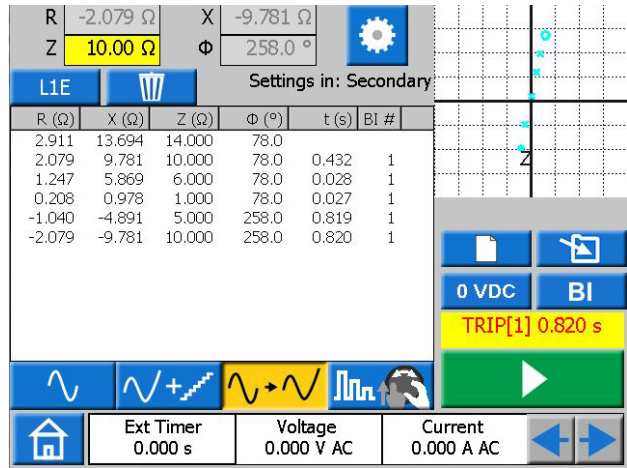 R -2.079 Ω X -9.781 Ω
Z 10.00 Ω Φ 258.0 °
L1E Settings in: Secondary
R (Ω) X (Ω) Z (Ω) Φ (°) t (s) BI #
2.911 13.694 14.000 78.0
2.079 9.781 10.000 78.0 0.432 1
1.247 5.869 6.000 78.0 0.028 1
0.208 0.978 1.000 78.0 0.027 1
-1.040 -4.891 5.000 258.0 0.819 1
-2.079 -9.781 10.000 258.0 0.820 1
Z
0 VDC BI
TRIP[1] 0.820 s
Ext Timer Voltage Current
0.000 s 0.000 V AC 0.000 A AC